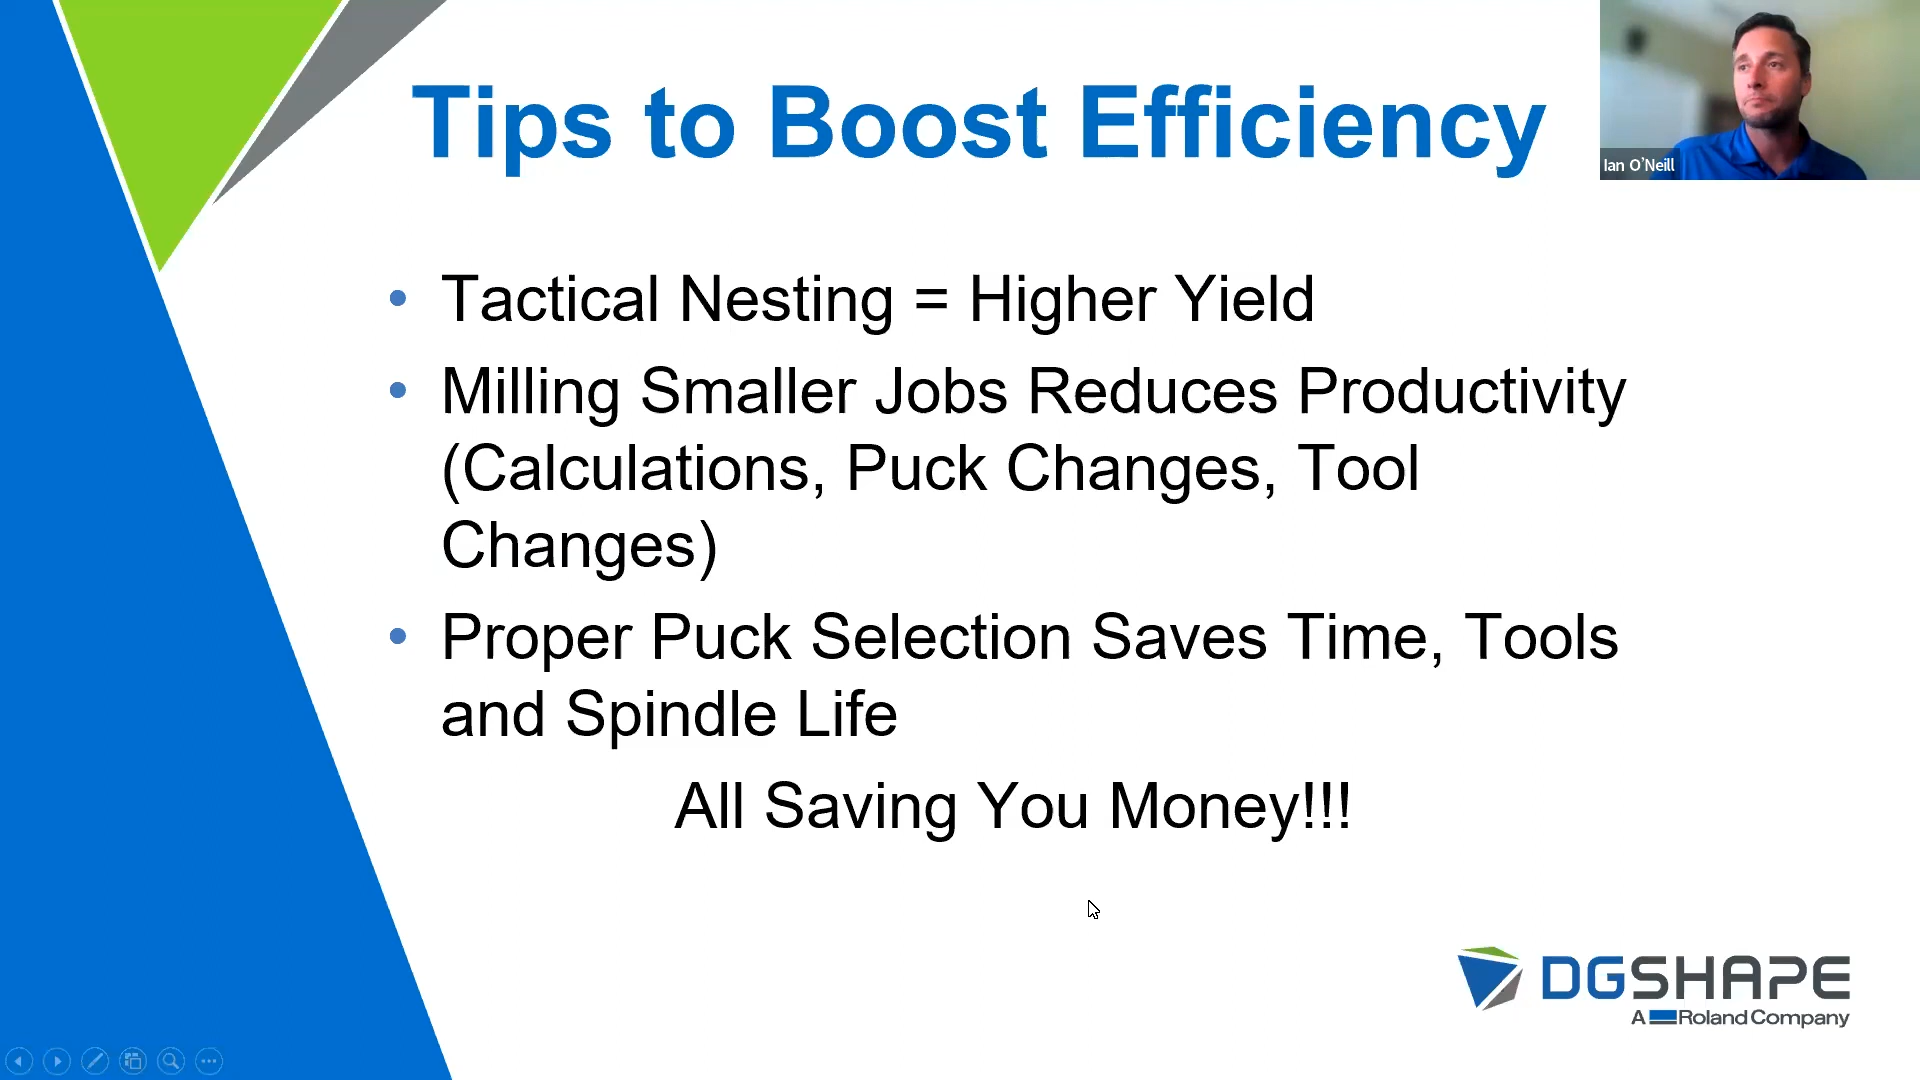 Tips to Boost Efficiency
Ian O'Neill
• Tactical Nesting = Higher Yield
• Milling Smaller Jobs Reduces Productivity
(Calculations, Puck Changes, Tool
Changes)
• Proper Puck Selection Saves Time, Tools
and Spindle Life
All Saving You Money!!!
DGSHAPE
A Roland Company